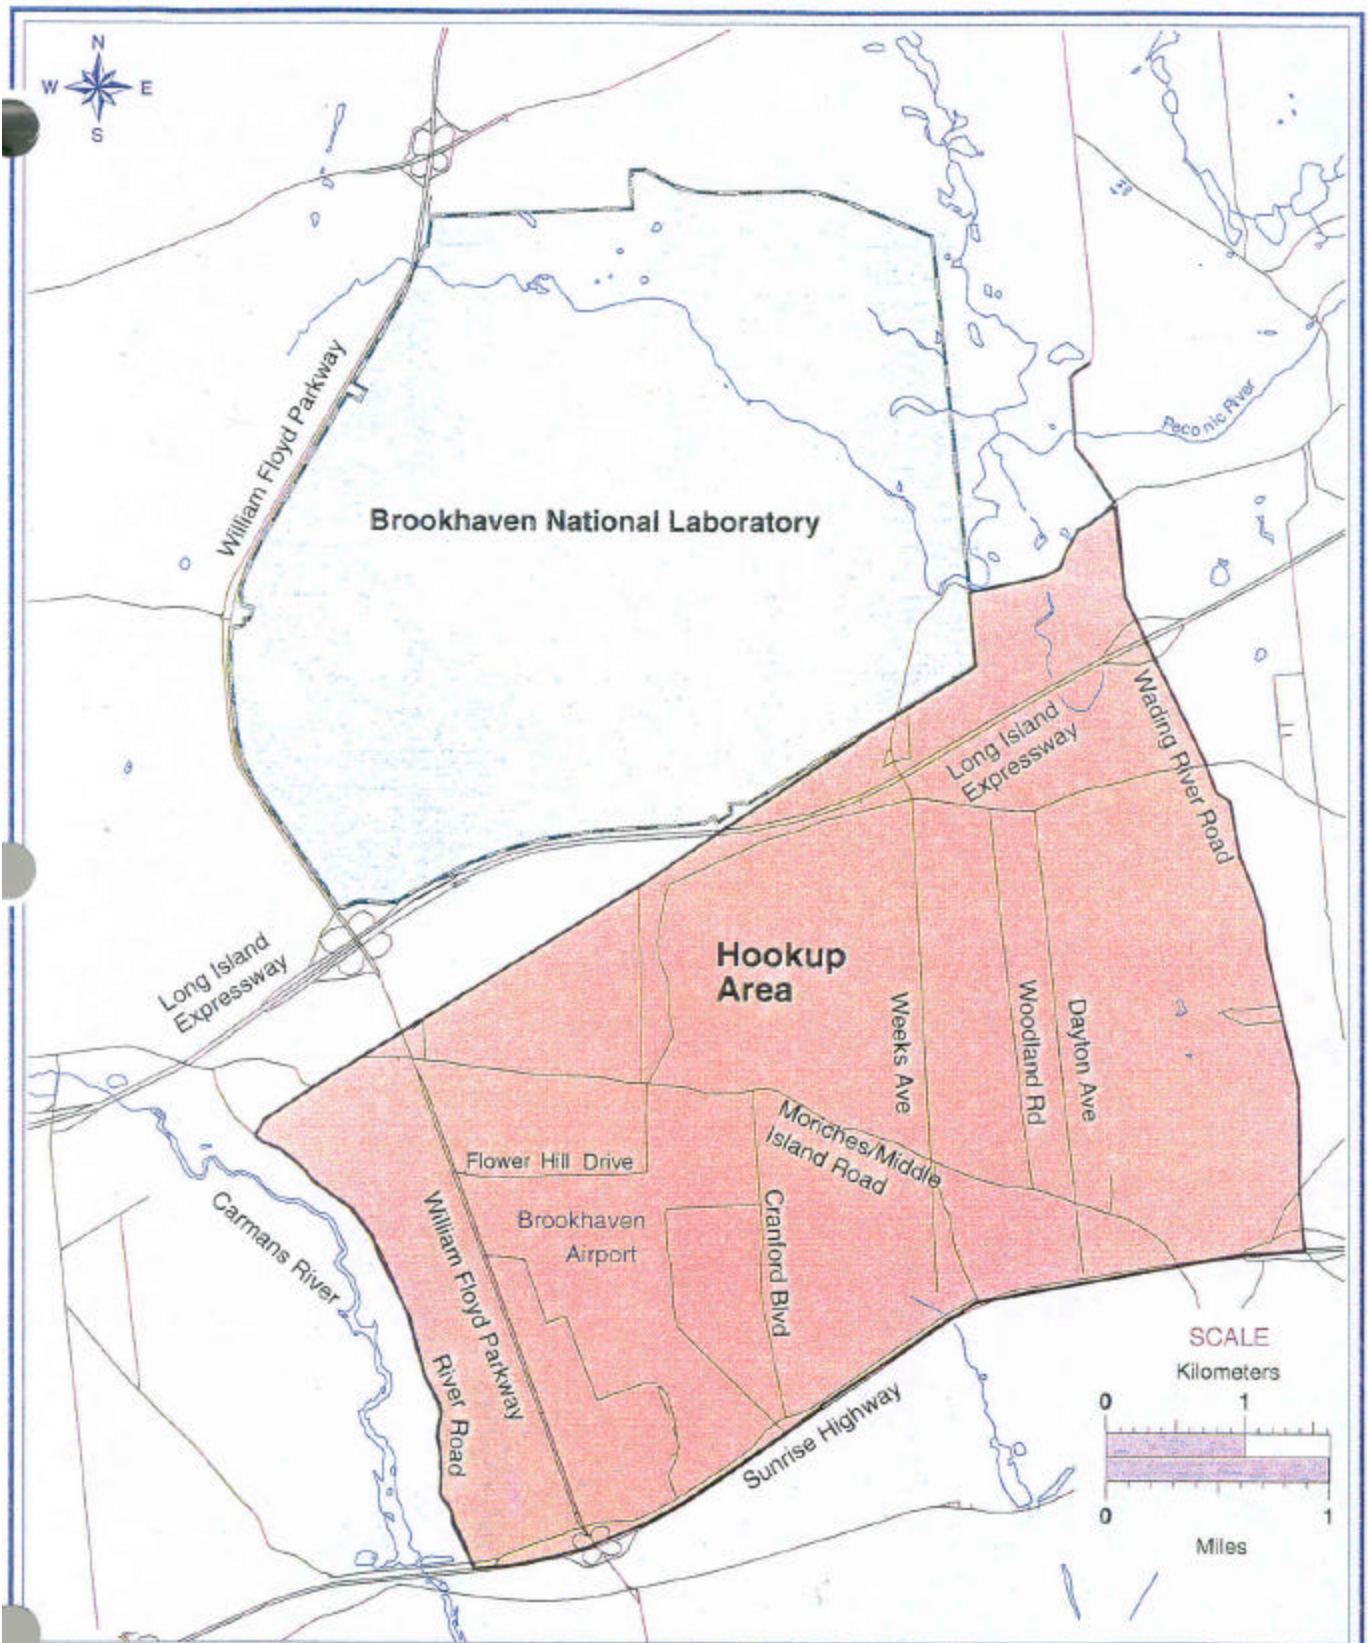 N
W E
S
William Floyd Parkway
Peconic River
Brookhaven National Laboratory
Wading River Road
Long Island
Expressway
Hookup
Area
Long Island
Expressway
Weeks Ave
Woodland Rd
Dayton Ave
Moriches/Middle
Island Road
Flower Hill Drive
Carmans River
William Floyd Parkway
Brookhaven
Airport
Cranford Blvd
River Road
Sunrise Highway
SCALE
Kilometers
0 1
0 1
Miles